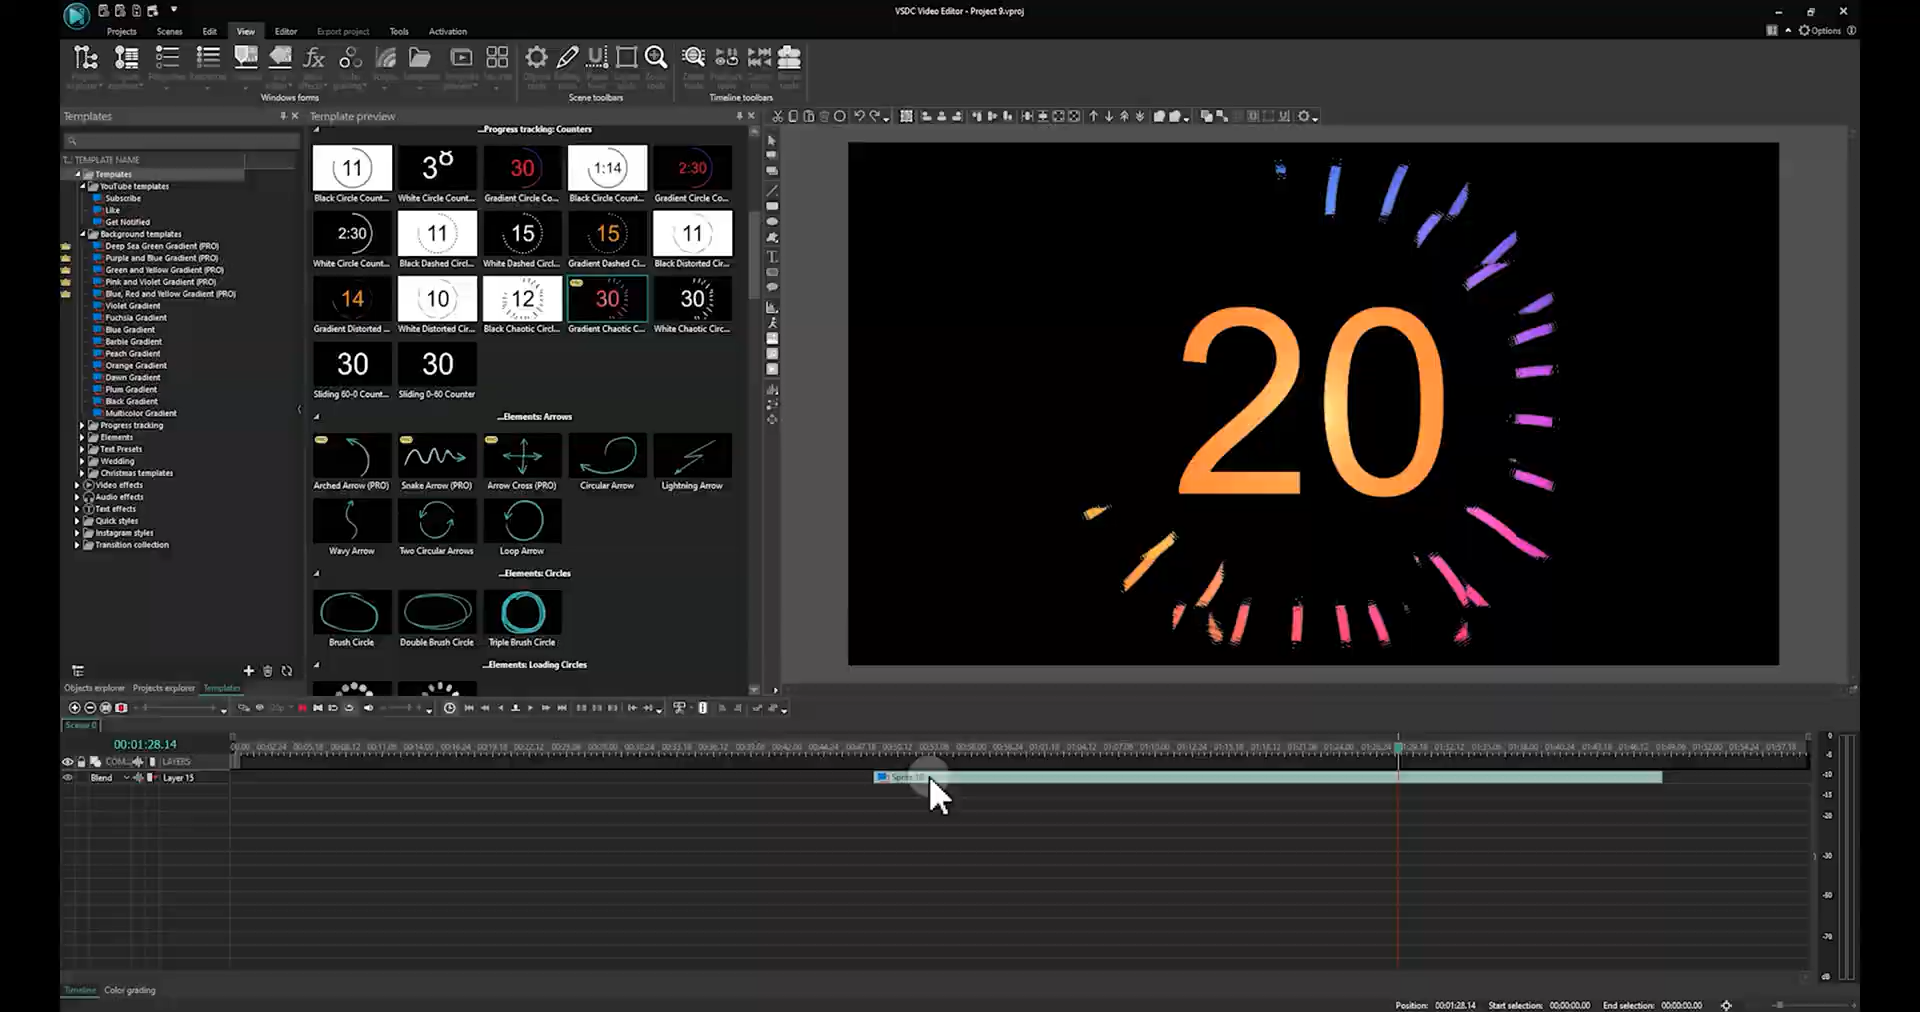 VSDC Video Editor - Project 9.vproj
Projects Scenes Edit View Editor Export project Tools Activation
Options
Windows forms Scene toolbars Timeline toolbars
Templates
TEMPLATE NAME
Templates
YouTube templates
Subscribe
Like
Get Notified
Background templates
Deep Sea Green Gradient (PRO)
Purple and Blue Gradient (PRO)
Green and Yellow Gradient (PRO)
Pink and Violet Gradient (PRO)
Blue, Red and Yellow Gradient (PRO)
Violet Gradient
Fuchsia Gradient
Blue Gradient
Barbie Gradient
Peach Gradient
Orange Gradient
Dawn Gradient
Plum Gradient
Black Gradient
Multicolor Gradient
Progress tracking
Elements
Text Presets
Wedding
Christmas templates
Video effects
Audio effects
Text effects
Quick styles
Instagram styles
Transition collection
Objects explorer Projects explorer Templates
Template preview
...Progress tracking: Counters
11 3 30 1:14 2:30
Black Circle Count... White Circle Count... Gradient Circle Co... Black Circle Count... Gradient Circle Co...
2:30 11 15 15 11
White Circle Count... Black Dashed Circl... White Dashed Circl... Gradient Dashed Ci... Black Distorted Cir...
14 10 12 30 30
Gradient Distorted ... White Distorted Cir... Black Chaotic Circl... Gradient Chaotic C... White Chaotic Circ...
30 30
Sliding 60-0 Count... Sliding 0-60 Counter
...Elements: Arrows
Arched Arrow (PRO) Snake Arrow (PRO) Arrow Cross (PRO) Circular Arrow Lightning Arrow
Wavy Arrow Two Circular Arrows Loop Arrow
...Elements: Circles
Brush Circle Double Brush Circle Triple Brush Circle
...Elements: Loading Circles
20
Scene 0
00:01:28.14
COM... LAYERS
Blend Layer 15
Timeline Color grading
Position: 00:01:28.14 Start selection: 00:00:00.00 End selection: 00:00:00.00